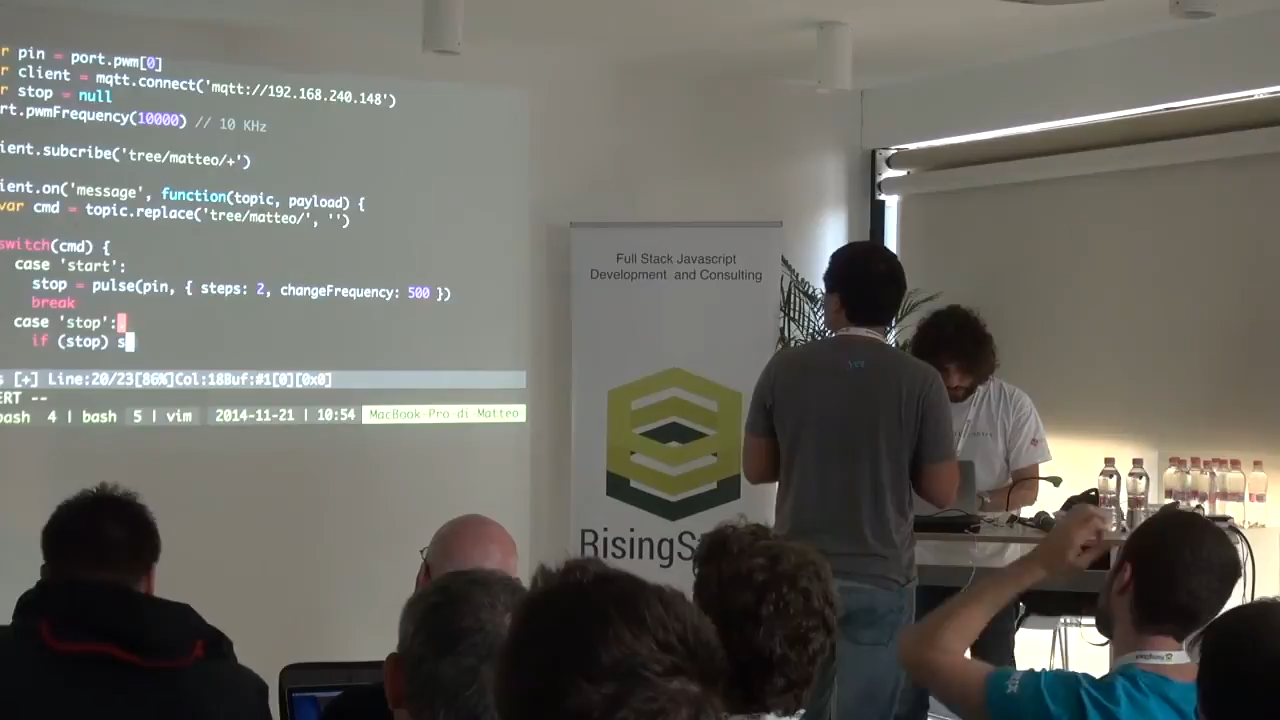 r pin = port.pwm[0]
r client = mqtt.connect('mqtt://192.168.240.148')
r stop = null
rt.pwmFrequency(10000) // 10 KHz
ient.subcribe('tree/matteo/+')
ient.on('message', function(topic, payload) {
var cmd = topic.replace('tree/matteo/', '')
switch(cmd) {
case 'start':
stop = pulse(pin, { steps: 2, changeFrequency: 500 })
break
case 'stop':.
if (stop) s
s [+] Line:20/23[86%]Col:18Buf:#1[0][0x0]
ERT --
bash 4 | bash 5 | vim 2014-11-21 | 10:54 MacBook-Pro di Matteo
Full Stack Javascript
Development and Consulting
RisingS